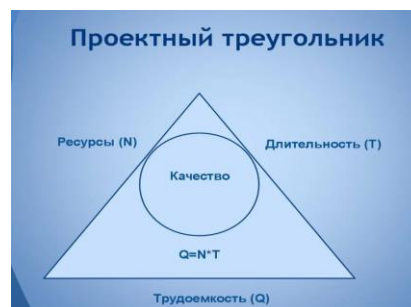 Проектный треугольник
Ресурсы (N)
Длительность (T)
Качество
Q=N*T
Трудоемкость (Q)